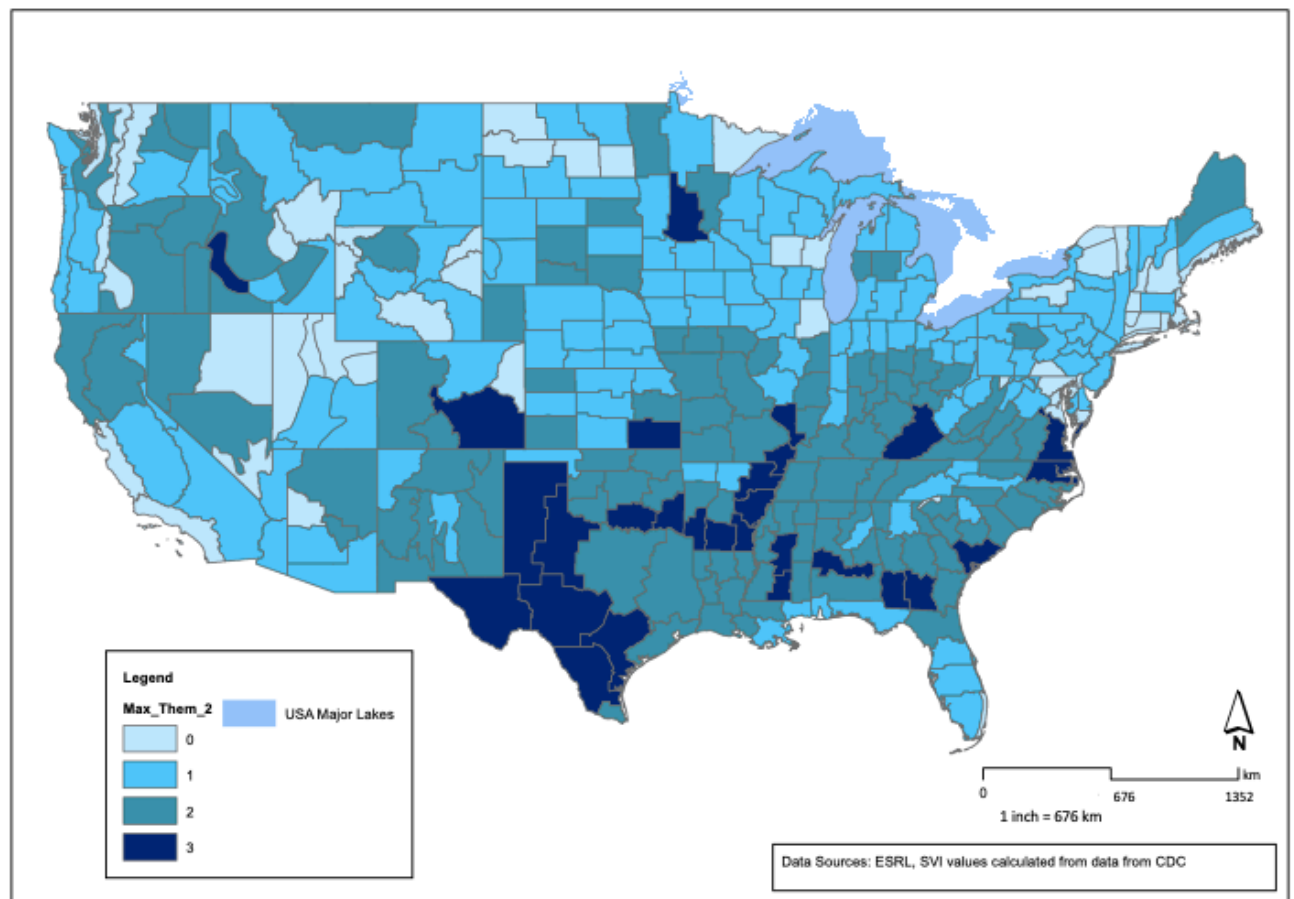 Legend
Max_Them_2
USA Major Lakes
0
1
2
3
N
km
0
676
1352
1 inch = 676 km
Data Sources: ESRL, SVI values calculated from data from CDC